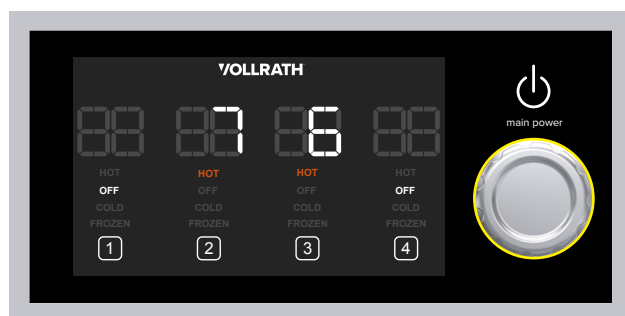 VOLLRATH
main power
7 6
HOT HOT HOT HOT
OFF OFF OFF OFF
COLD COLD COLD COLD
FROZEN FROZEN FROZEN FROZEN
1 2 3 4